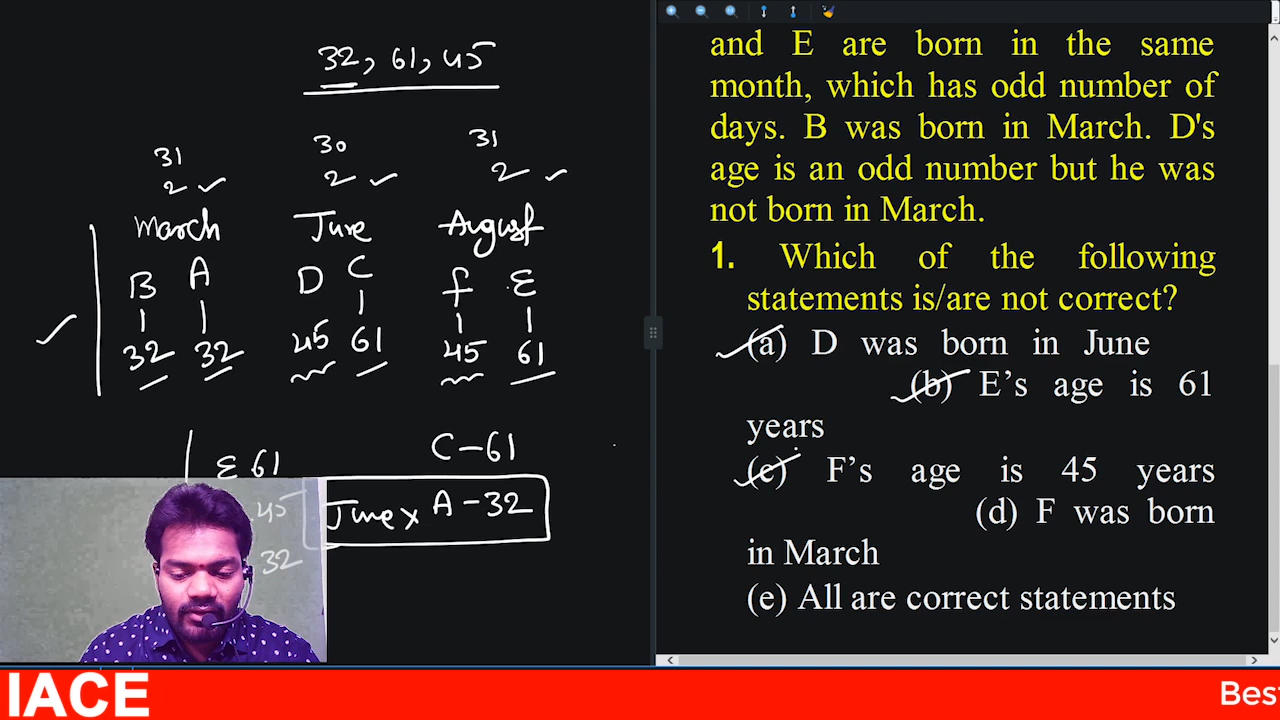 32, 61, 45
31 30 31
2 2 2
March June August
B A D C F E
32 32 45 61 45 61
C-61
E 61
June x A-32
45
32
and E are born in the same
month, which has odd number of
days. B was born in March. D's
age is an odd number but he was
not born in March.
1. Which of the following
statements is/are not correct?
(a) D was born in June
(b) E’s age is 61
years
(c) F’s age is 45 years
(d) F was born
in March
(e) All are correct statements
IACE
Bes